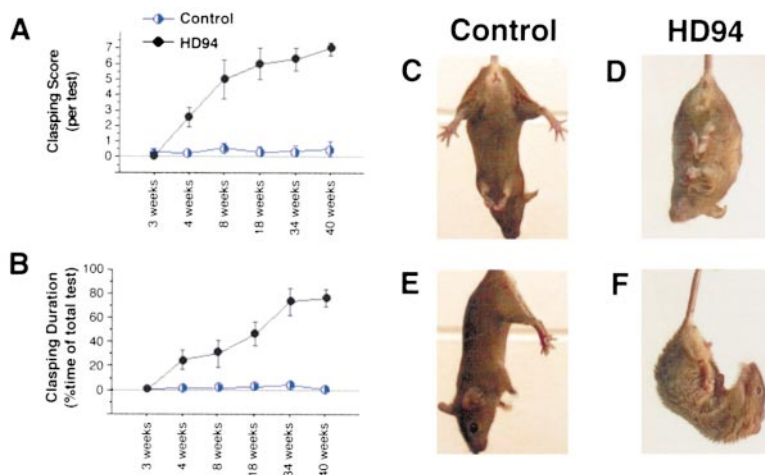 Control
HD94
A
Clasping Score
(per test)
7
6
5
4
3
2
1
0
3 weeks
4 weeks
8 weeks
18 weeks
34 weeks
40 weeks
B
Clasping Duration
(%time of total test)
100
80
60
40
20
0
3 weeks
4 weeks
8 weeks
18 weeks
34 weeks
40 weeks
Control
HD94
C
D
E
F